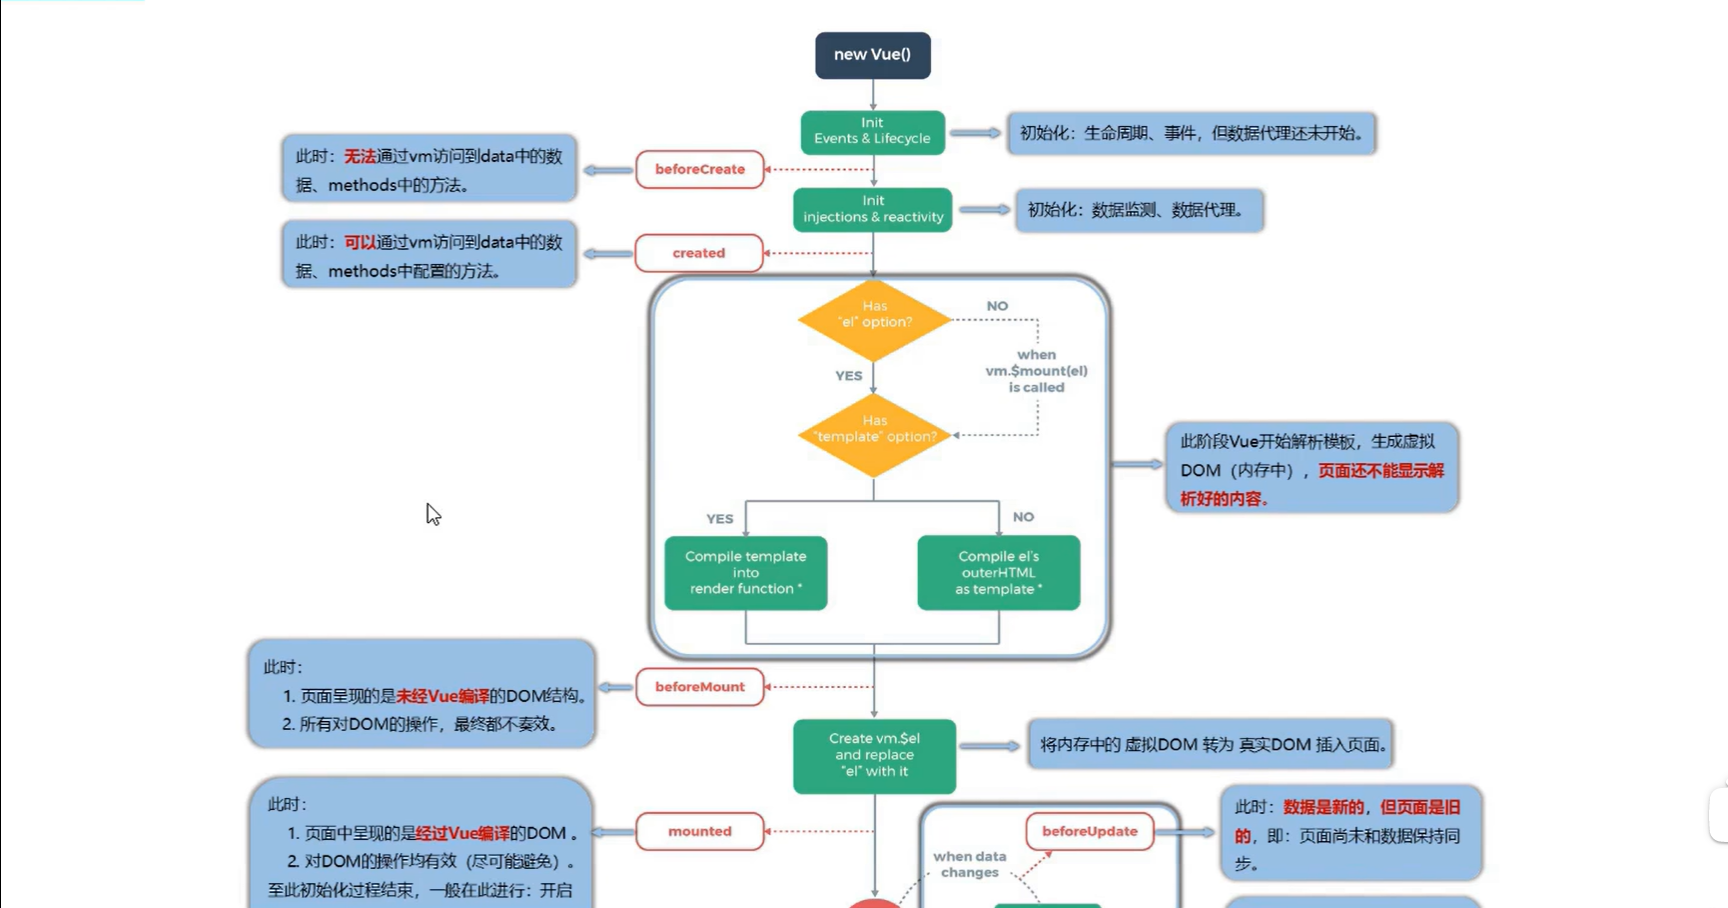 new Vue()
Init
Events & Lifecycle
初始化：生命周期、事件，但数据代理还未开始。
此时：无法通过vm访问到data中的数
据、methods中的方法。
beforeCreate
Init
injections & reactivity
初始化：数据监测、数据代理。
此时：可以通过vm访问到data中的数
据、methods中配置的方法。
created
Has
"el" option?
NO
when
vm.$mount(el)
is called
YES
Has
"template" option?
此阶段Vue开始解析模板，生成虚拟
DOM（内存中），页面还不能显示解
析好的内容。
YES
NO
Compile template
into
render function *
Compile el's
outerHTML
as template *
此时：
1. 页面呈现的是未经Vue编译的DOM结构。
2. 所有对DOM的操作，最终都不奏效。
beforeMount
Create vm.$el
and replace
"el" with it
将内存中的 虚拟DOM 转为 真实DOM 插入页面。
此时：
1. 页面中呈现的是经过Vue编译的DOM 。
2. 对DOM的操作均有效（尽可能避免）。
至此初始化过程结束，一般在此进行：开启
mounted
beforeUpdate
when data
changes
此时：数据是新的，但页面是旧
的，即：页面尚未和数据保持同
步。